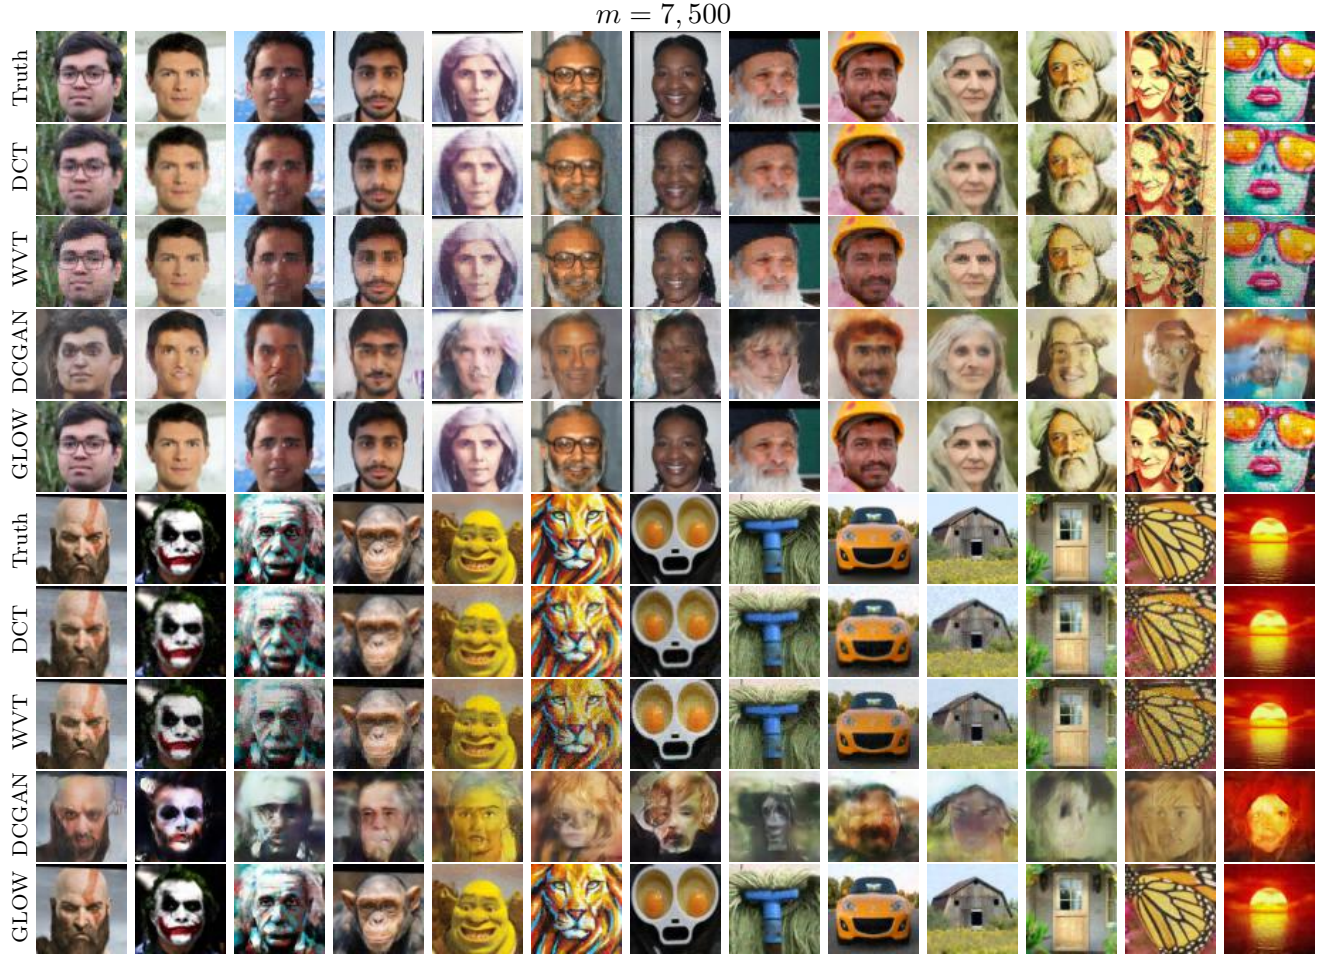 m = 7,500
Truth
DCT
WVT
DCGAN
GLOW
Truth
DCT
WVT
DCGAN
GLOW